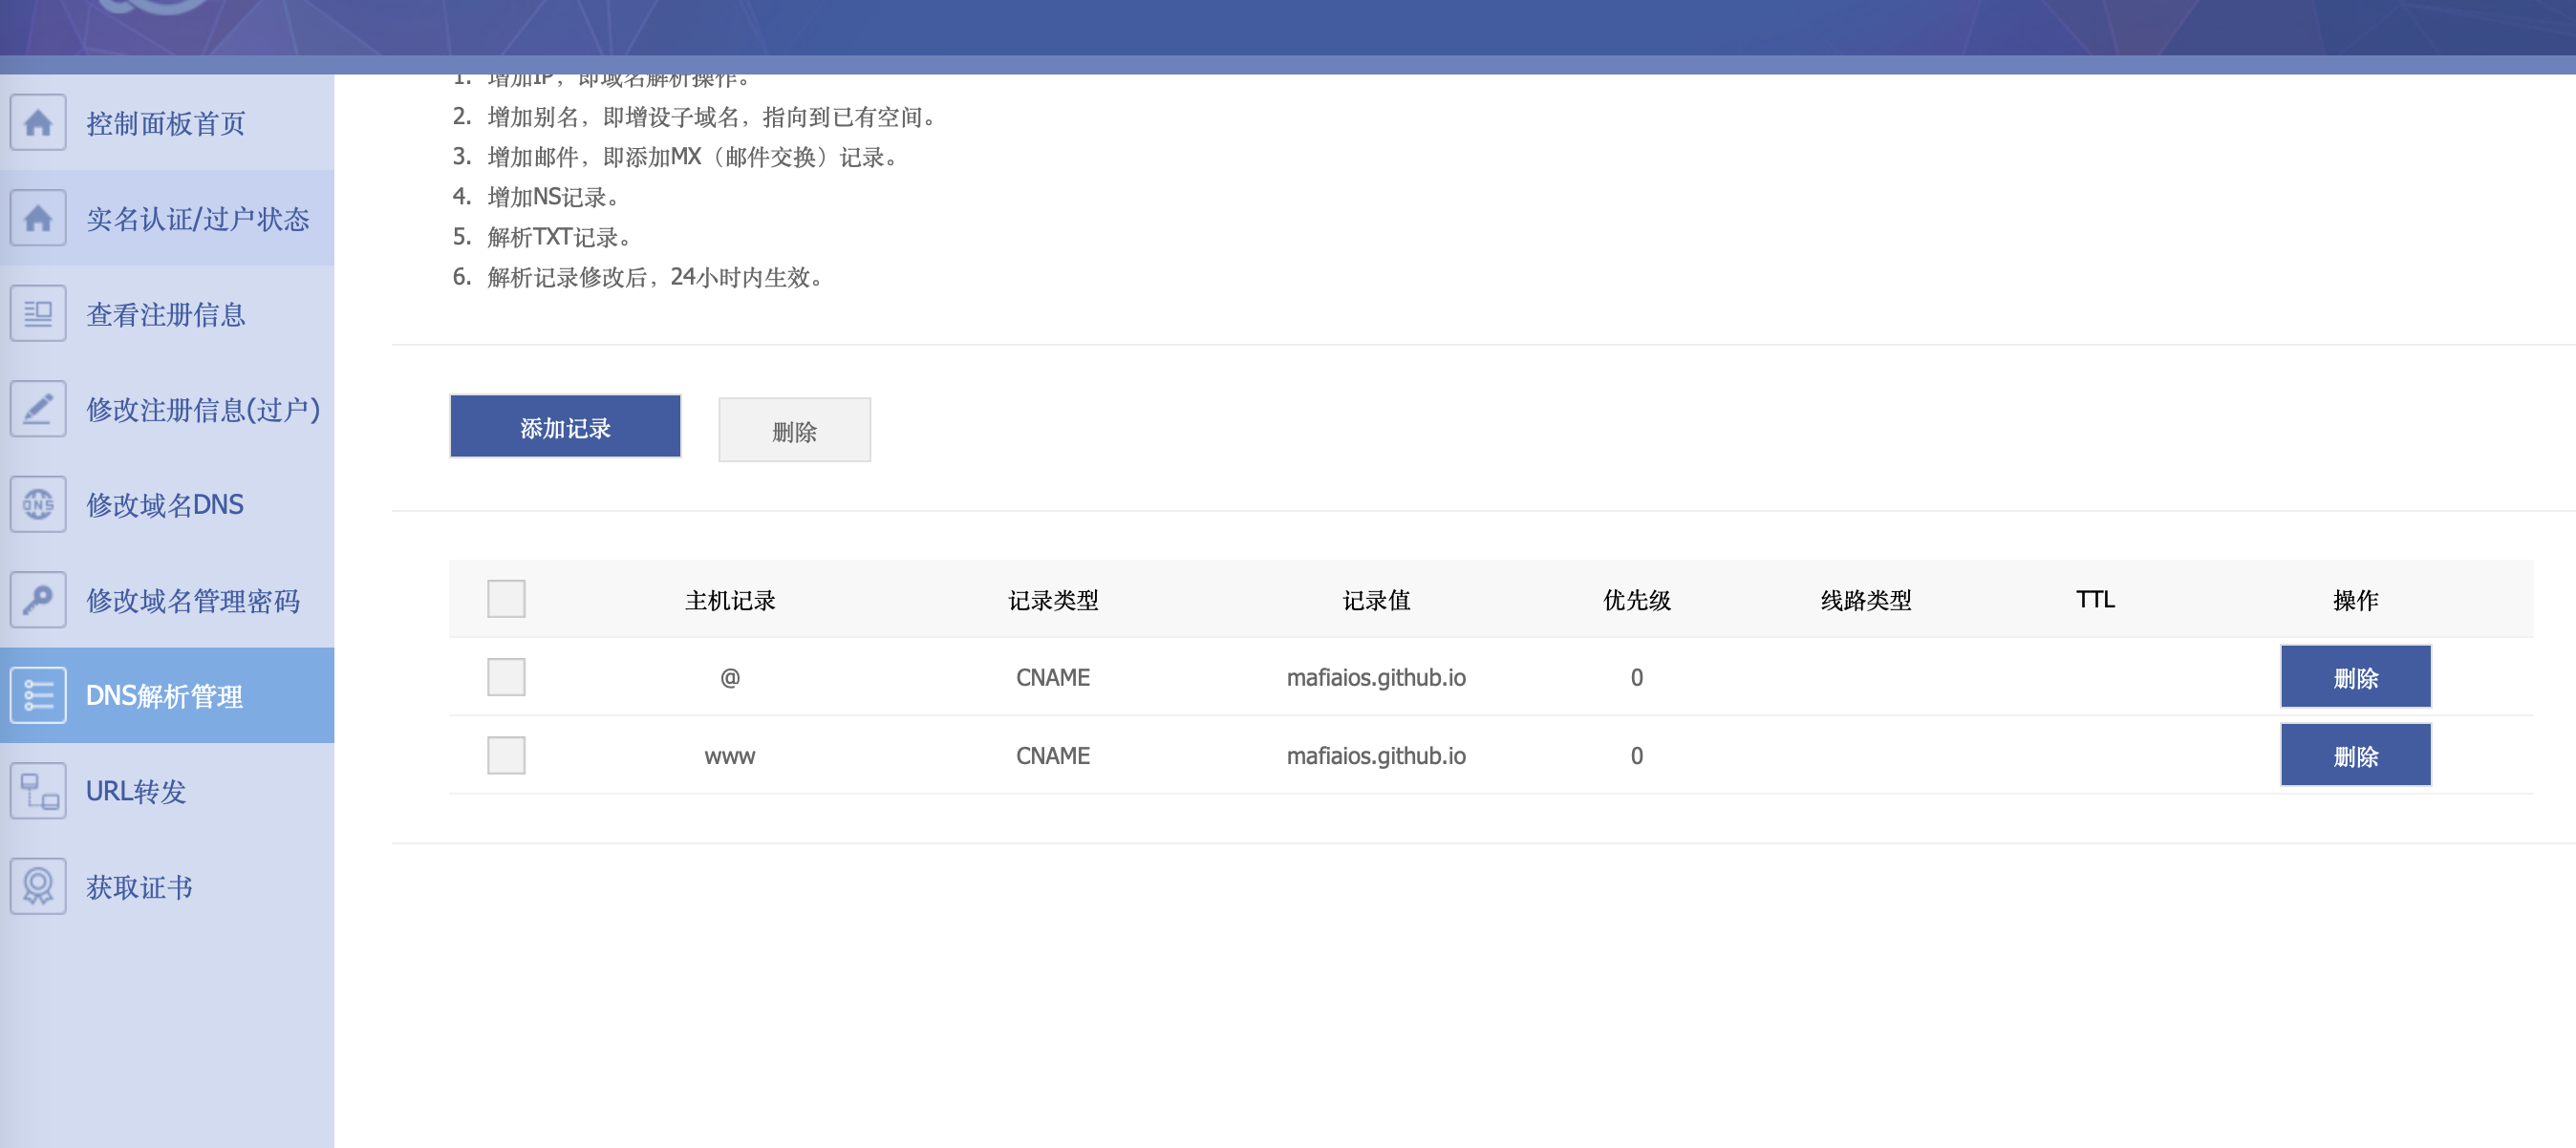 控制面板首页
实名认证/过户状态
查看注册信息
修改注册信息(过户)
DNS
修改域名DNS
修改域名管理密码
DNS解析管理
URL转发
获取证书
1. 增加IP，即域名解析操作。
2. 增加别名，即增设子域名，指向到已有空间。
3. 增加邮件，即添加MX（邮件交换）记录。
4. 增加NS记录。
5. 解析TXT记录。
6. 解析记录修改后，24小时内生效。
添加记录 删除
主机记录 记录类型 记录值 优先级 线路类型 TTL 操作
@ CNAME mafiaios.github.io 0 删除
www CNAME mafiaios.github.io 0 删除